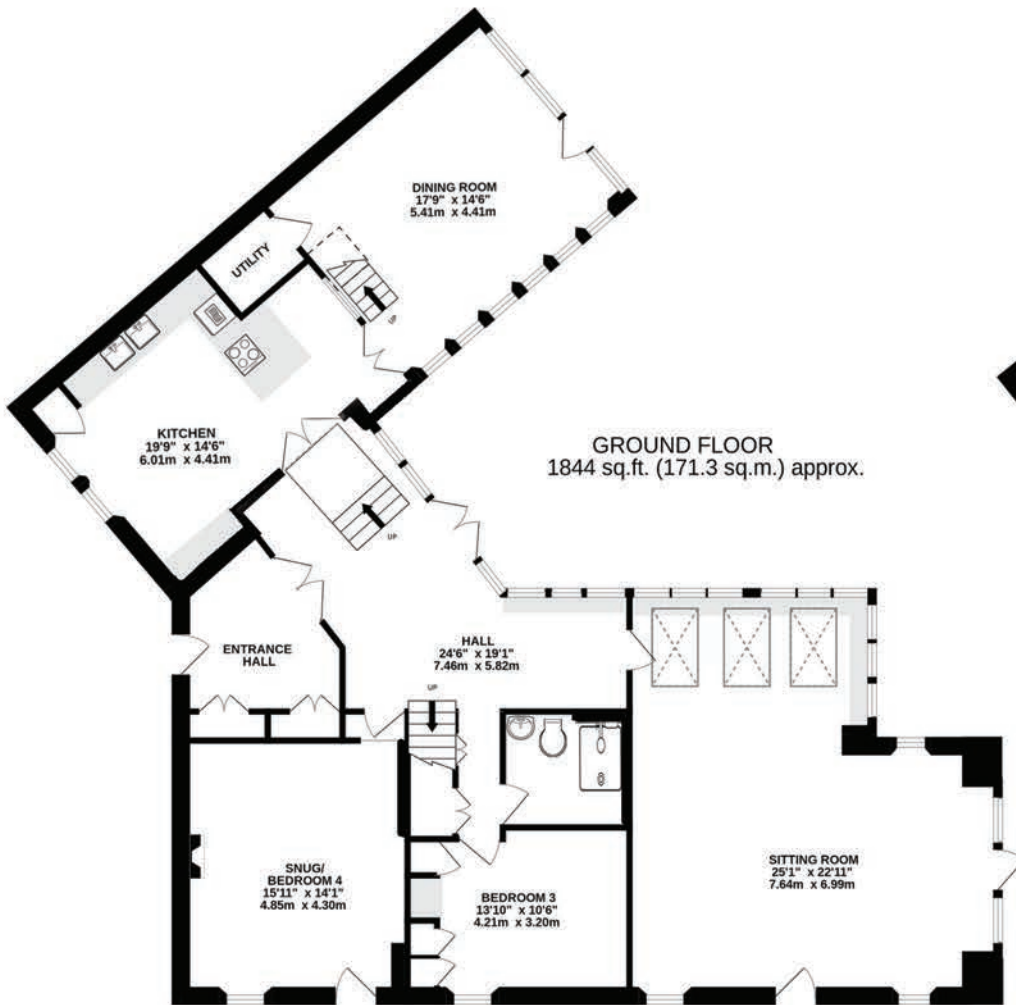 DINING ROOM
17'9" x 14'6"
5.41m x 4.41m
UTILITY
UP
KITCHEN
19'9" x 14'6"
6.01m x 4.41m
GROUND FLOOR
1844 sq.ft. (171.3 sq.m.) approx.
UP
ENTRANCE
HALL
HALL
24'6" x 19'1"
7.46m x 5.82m
UP
SNUG/
BEDROOM 4
15'11" x 14'1"
4.85m x 4.30m
BEDROOM 3
13'10" x 10'6"
4.21m x 3.20m
SITTING ROOM
25'1" x 22'11"
7.64m x 6.99m